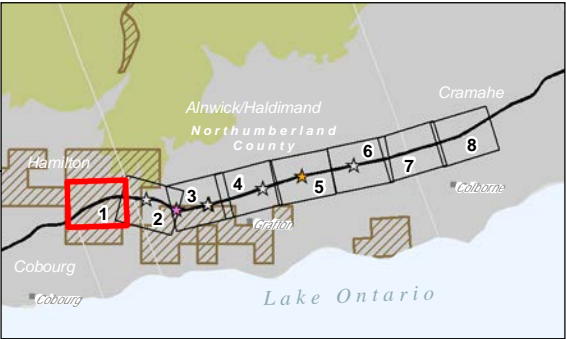 Cramahe
Alnwick/Haldimand
Northumberland
County
Hamilton
1
2
3
4
5
6
7
8
Colborne
Grafton
Cobourg
Cobourg
Lake Ontario